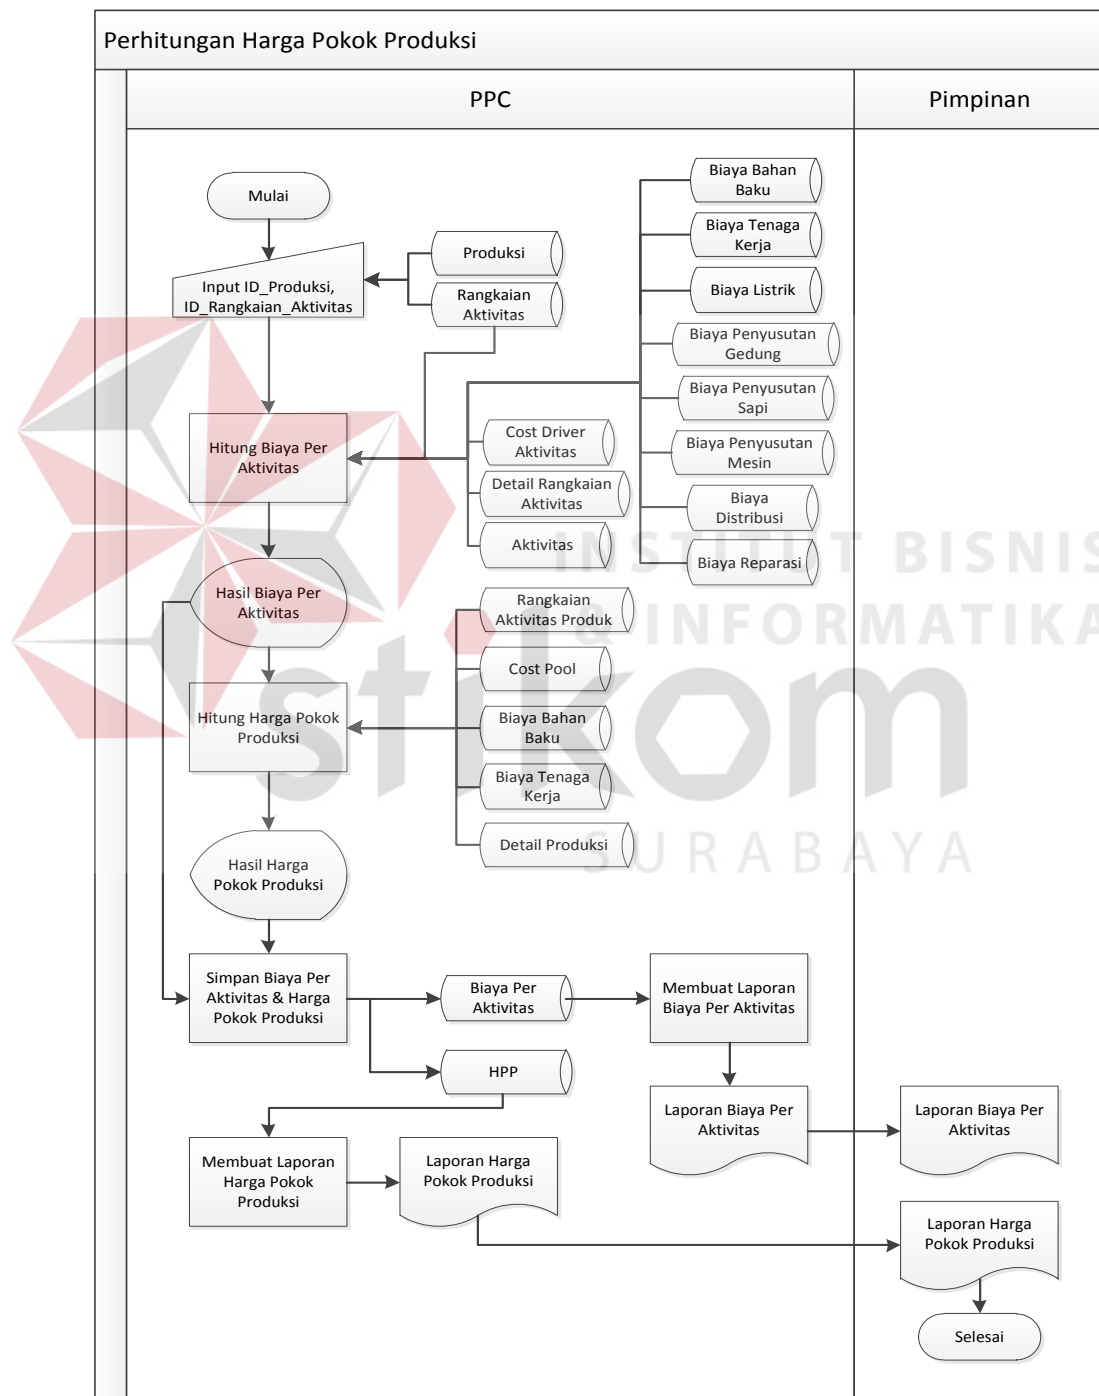 Perhitungan Harga Pokok Produksi
PPC
Pimpinan
Mulai
Input ID_Produksi,
ID_Rangkaian_Aktivitas
Produksi
Rangkaian
Aktivitas
Biaya Bahan
Baku
Biaya Tenaga
Kerja
Biaya Listrik
Biaya Penyusutan
Gedung
Biaya Penyusutan
Sapi
Biaya Penyusutan
Mesin
Biaya
Distribusi
Biaya Reparasi
Hitung Biaya Per
Aktivitas
Cost Driver
Aktivitas
Detail Rangkaian
Aktivitas
Aktivitas
INSTITUT BISNIS
& INFORMATIKA
stikom
SURABAYA
Hasil Biaya Per
Aktivitas
Rangkaian
Aktivitas Produk
Cost Pool
Biaya Bahan
Baku
Biaya Tenaga
Kerja
Detail Produksi
Hitung Harga Pokok
Produksi
Hasil Harga
Pokok Produksi
Simpan Biaya Per
Aktivitas & Harga
Pokok Produksi
Biaya Per
Aktivitas
Membuat Laporan
Biaya Per Aktivitas
HPP
Laporan Biaya Per
Aktivitas
Laporan Biaya Per
Aktivitas
Membuat Laporan
Harga Pokok
Produksi
Laporan Harga
Pokok Produksi
Laporan Harga
Pokok Produksi
Selesai